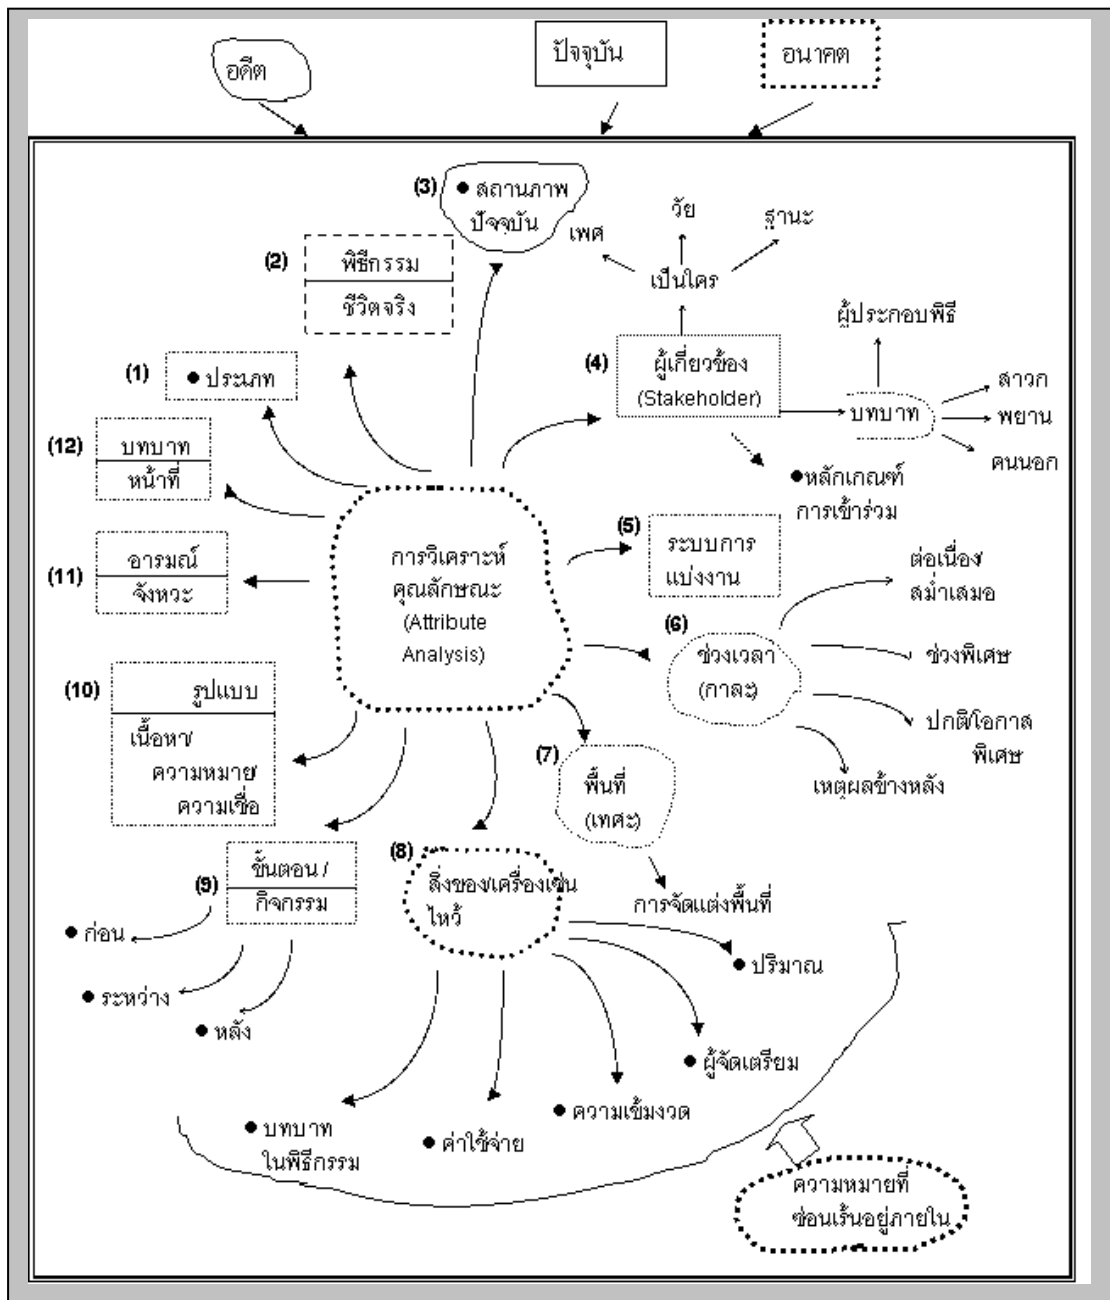 อดีต
ปัจจุบัน
อนาคต
(3)
● สถานภาพ
ปัจจุบัน
(2)
พิธีกรรม
ชีวิตจริง
(1)
● ประเภท
(12)
บทบาท
หน้าที่
(11)
อารมณ์
จังหวะ
(10)
รูปแบบ
เนื้อหา/
ความหมาย/
ความเชื่อ
(9)
ขั้นตอน /
กิจกรรม
● ก่อน
● ระหว่าง
● หลัง
การวิเคราะห์
คุณลักษณะ
(Attribute
Analysis)
(4)
ผู้เกี่ยวข้อง
(Stakeholder)
เป็นใคร
เพศ
วัย
ฐานะ
บทบาท
ผู้ประกอบพิธี
สาวก
พยาน
คนนอก
●หลักเกณฑ์
การเข้าร่วม
(5)
ระบบการ
แบ่งงาน
(6)
ช่วงเวลา
(กาละ)
ต่อเนื่อง/
สม่ำเสมอ
ช่วงพิเศษ
ปกติ/โอกาส
พิเศษ
เหตุผลข้างหลัง
(7)
พื้นที่
(เทศะ)
การจัดแต่งพื้นที่
(8)
สิ่งของ/เครื่องเซ่น
ไหว้
● ปริมาณ
● ผู้จัดเตรียม
● ความเข้มงวด
● ค่าใช้จ่าย
● บทบาท
ในพิธีกรรม
ความหมายที่
ซ่อนเร้นอยู่ภายใน